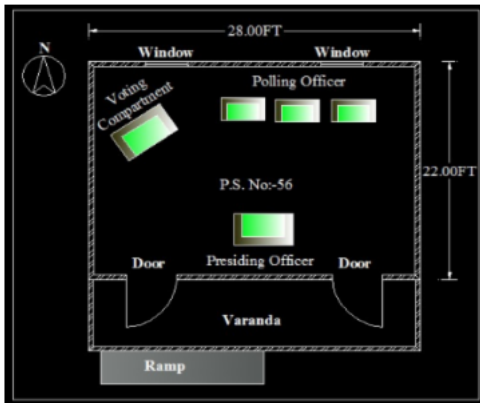 28.00FT
N
Window
Window
Polling Officer
Voting
Compartment
22.00FT
P.S. No:-56
Door
Presiding Officer
Door
Varanda
Ramp